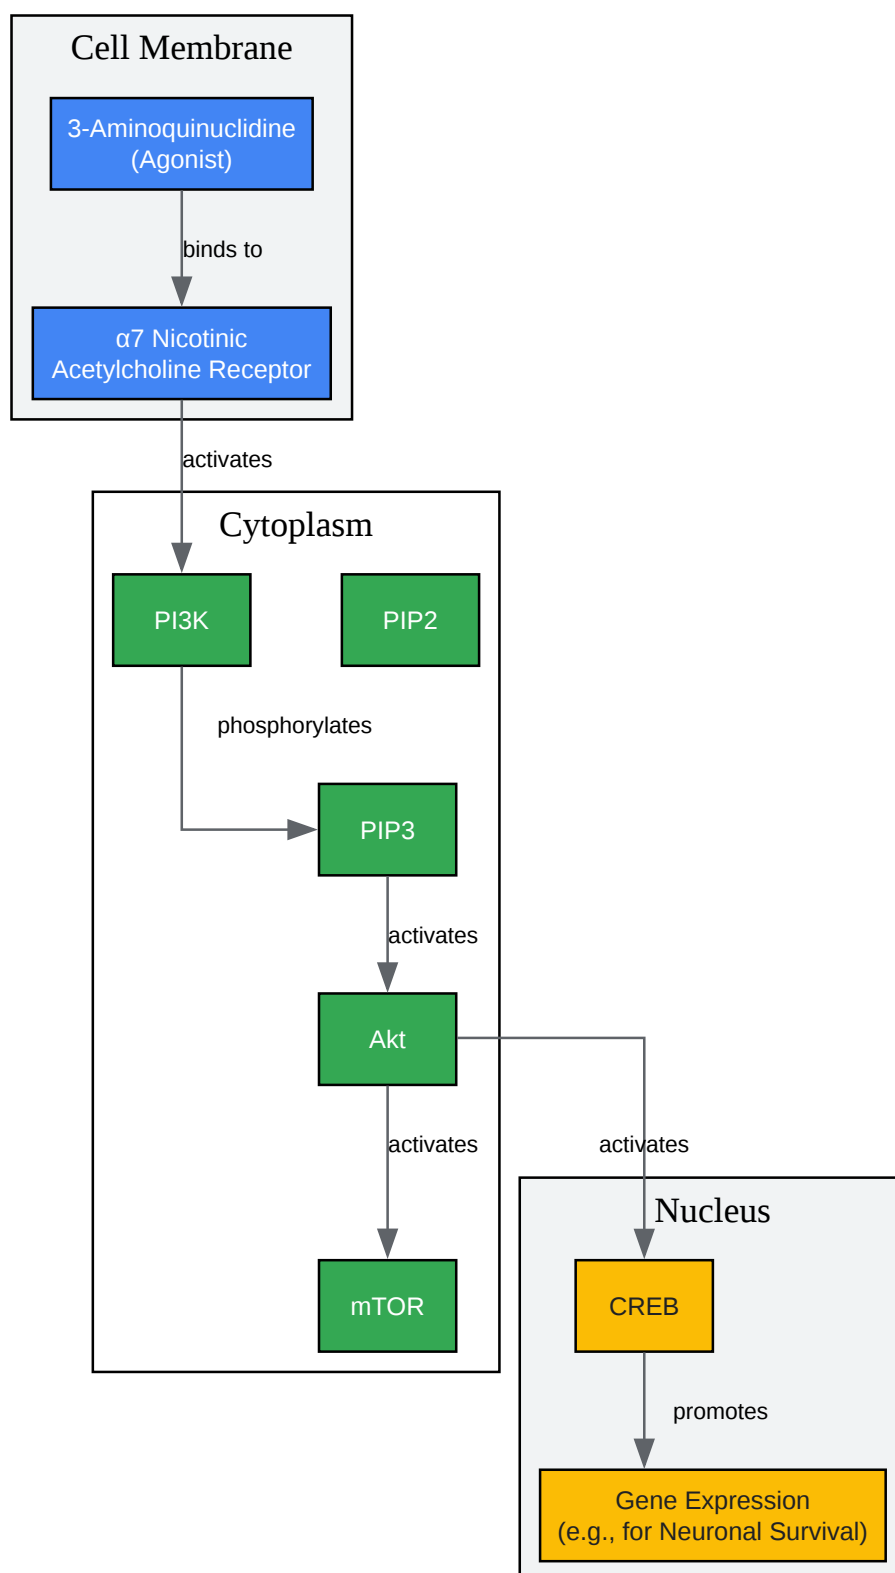 Cell Membrane
3-Aminoquinuclidine
(Agonist)
binds to
α7 Nicotinic
Acetylcholine Receptor
activates
Cytoplasm
PI3K
PIP2
phosphorylates
PIP3
activates
Akt
activates
activates
Nucleus
mTOR
CREB
promotes
Gene Expression
(e.g., for Neuronal Survival)